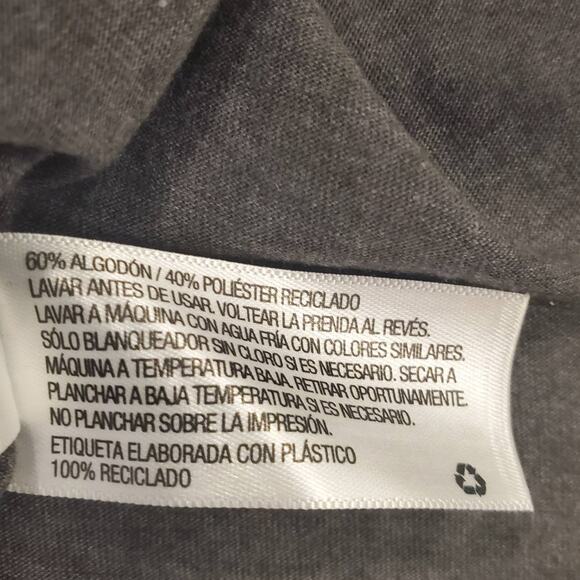 60% ALGODÓN / 40% POLIÉSTER RECICLADO
LAVAR ANTES DE USAR. VOLTEAR LA PRENDA AL REVÉS.
LAVAR A MÁQUINA CON AGUA FRÍA CON COLORES SIMILARES.
SÓLO BLANQUEADOR SIN CLORO SI ES NECESARIO. SECAR A
MÁQUINA A TEMPERATURA BAJA. RETIRAR OPORTUNAMENTE.
PLANCHAR A BAJA TEMPERATURA SI ES NECESARIO.
NO PLANCHAR SOBRE LA IMPRESIÓN.
ETIQUETA ELABORADA CON PLÁSTICO
100% RECICLADO